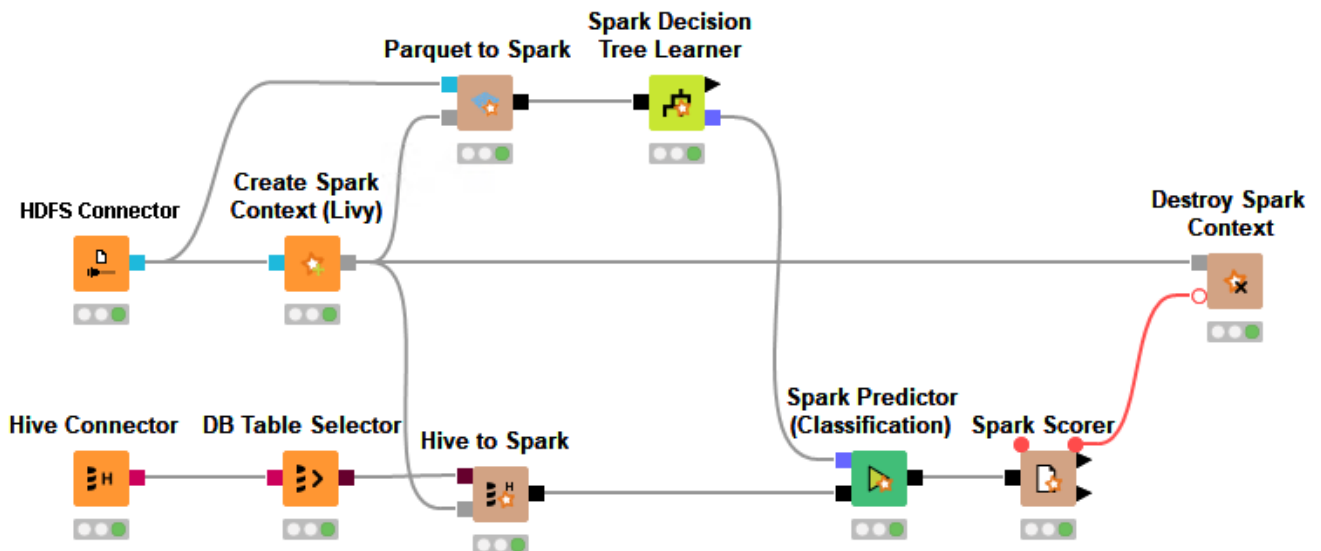 Spark Decision
Tree Learner
Parquet to Spark
Create Spark
Context (Livy)
HDFS Connector
Destroy Spark
Context
Spark Predictor
(Classification)
Spark Scorer
Hive Connector
DB Table Selector
Hive to Spark
H
H